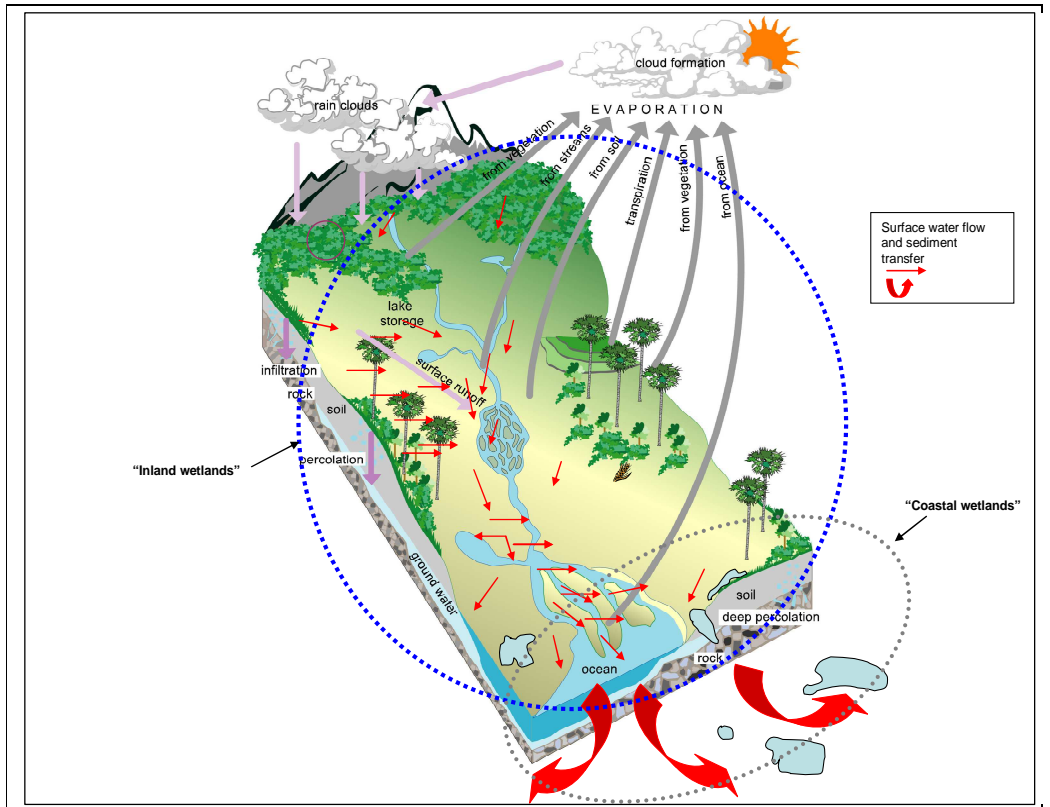 cloud formation
rain clouds
E V A P O R A T I O N
from vegetation
from streams
from soil
transpiration
from vegetation
from ocean
Surface water flow
and sediment
transfer
lake
storage
surface runoff
infiltration
rock
soil
percolation
“Inland wetlands”
“Coastal wetlands”
ground water
soil
deep percolation
rock
ocean